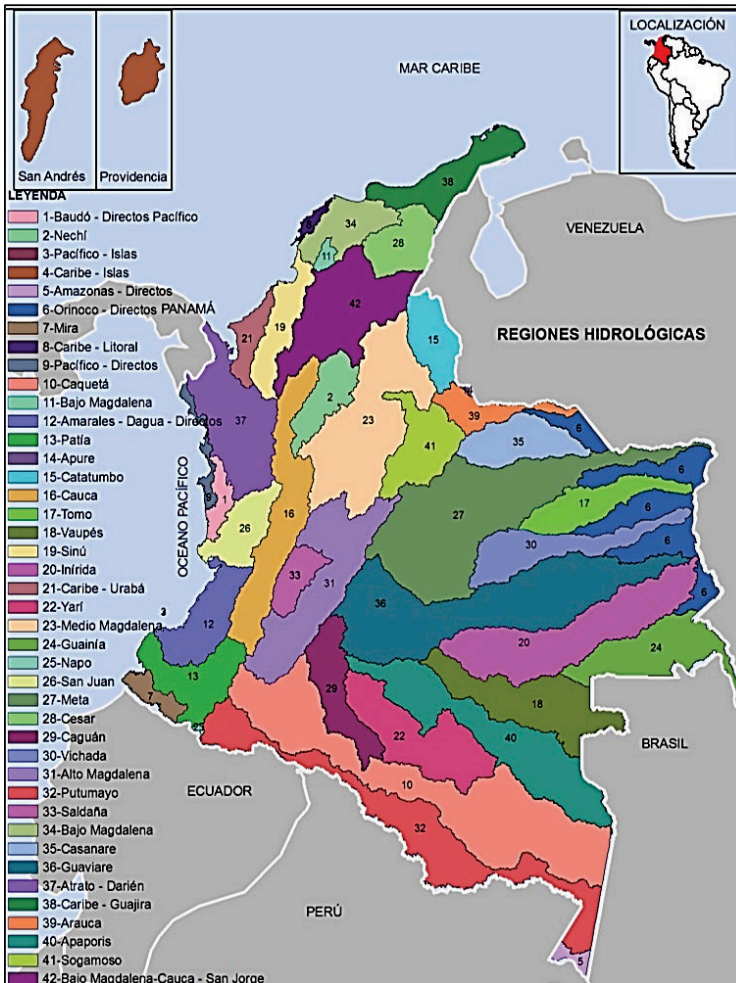 LOCALIZACIÓN
MAR CARIBE
San Andrés
Providencia
LEYENDA
1-Baudó - Directos Pacífico
2-Nechí
3-Pacífico - Islas
4-Caribe - Islas
5-Amazonas - Directos
6-Orinoco - Directos
7-Mira
8-Caribe - Litoral
9-Pacífico - Directos
10-Caquetá
11-Bajo Magdalena
12-Amarales - Dagua - Directos
13-Patía
14-Apure
15-Catatumbo
16-Cauca
17-Tomo
18-Vaupés
19-Sinú
20-Inírida
21-Caribe - Urabá
22-Yarí
23-Medio Magdalena
24-Guainía
25-Napo
26-San Juan
27-Meta
28-Cesar
29-Caguán
30-Vichada
31-Alto Magdalena
32-Putumayo
33-Saldaña
34-Bajo Magdalena
35-Casanare
36-Guaviare
37-Atrato - Darién
38-Caribe - Guajira
39-Arauca
40-Apaporis
41-Sogamoso
42-Bajo Magdalena-Cauca - San Jorge
PANAMÁ
VENEZUELA
REGIONES HIDROLÓGICAS
OCEANO PACÍFICO
BRASIL
ECUADOR
PERÚ
38
34
28
11
42
19
21
15
2
23
37
39
6
41
35
6
9
1
16
27
17
6
26
30
6
33
31
36
6
3
12
20
24
13
7
29
18
22
40
10
32
5